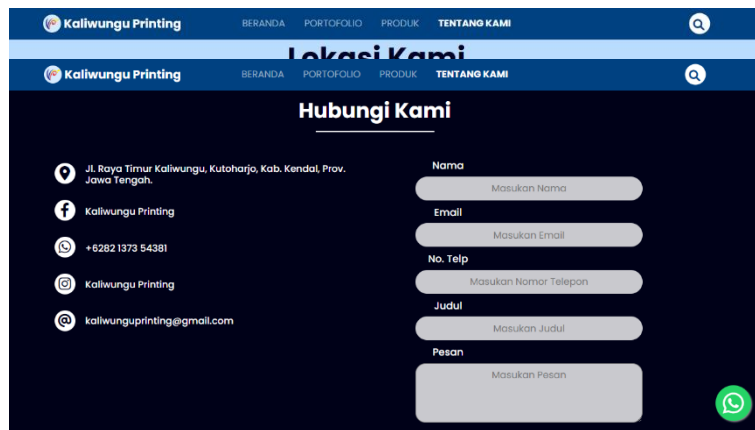 Kaliwungu Printing BERANDA PORTOFOLIO PRODUK TENTANG KAMI
Lokasi Kami
Kaliwungu Printing BERANDA PORTOFOLIO PRODUK TENTANG KAMI
Hubungi Kami
Jl. Raya Timur Kaliwungu, Kutoharjo, Kab. Kendal, Prov.
Jawa Tengah.
Kaliwungu Printing
+6282 1373 54381
Kaliwungu Printing
kaliwunguprinting@gmail.com
Nama
Masukan Nama
Email
Masukan Email
No. Telp
Masukan Nomor Telepon
Judul
Masukan Judul
Pesan
Masukan Pesan